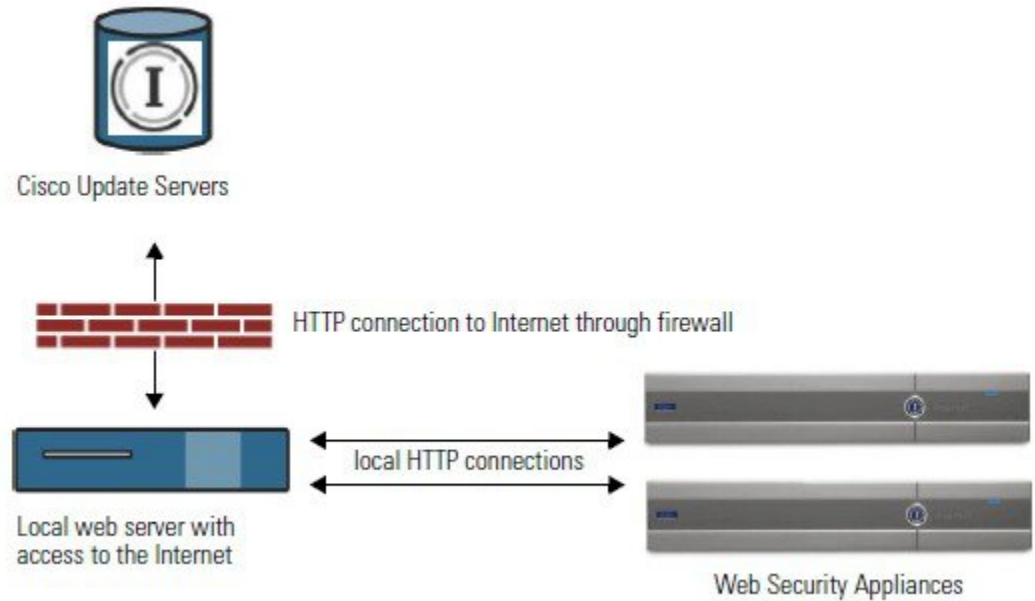 I
Cisco Update Servers
HTTP connection to Internet through firewall
local HTTP connections
Local web server with
access to the Internet
I
I
Web Security Appliances